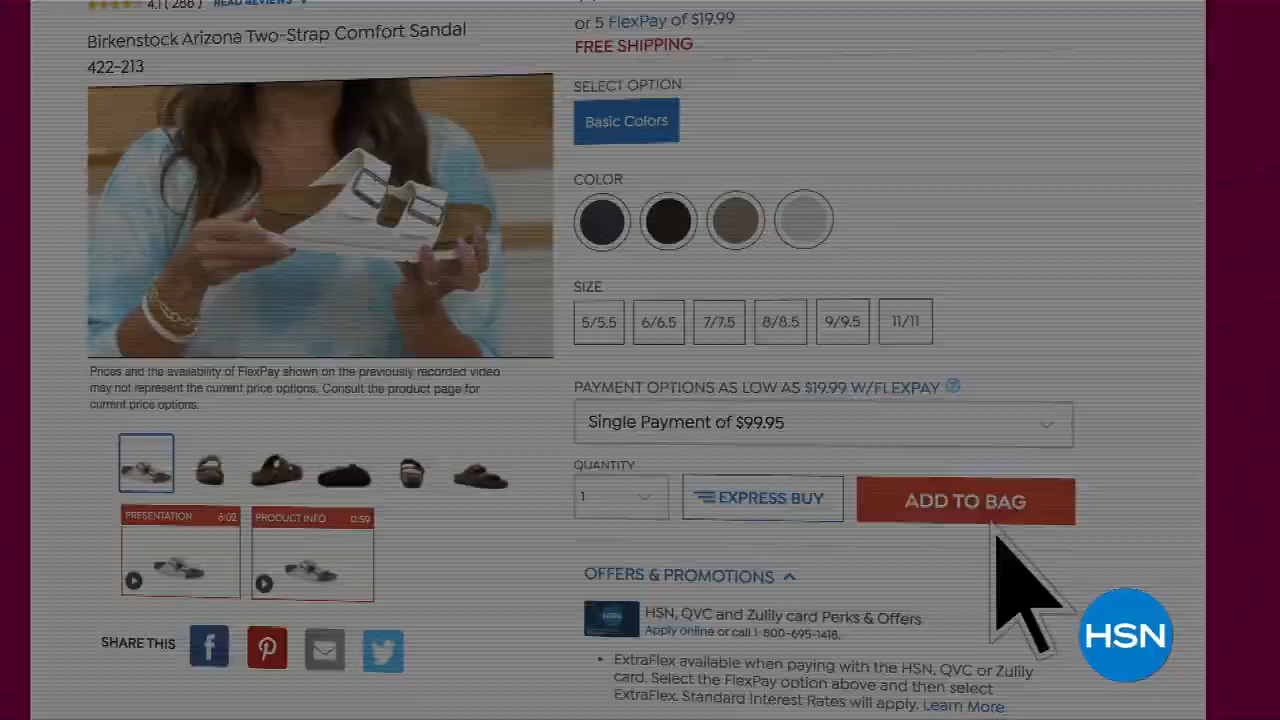 4.1 (288) READ REVIEWS
Birkenstock Arizona Two-Strap Comfort Sandal
422-213
or 5 FlexPay of $19.99
FREE SHIPPING
SELECT OPTION
Basic Colors
COLOR
SIZE
5/5.5 6/6.5 7/7.5 8/8.5 9/9.5 11/11
Prices and the availability of FlexPay shown on the previously recorded video
may not represent the current price options. Consult the product page for
current price options.
PAYMENT OPTIONS AS LOW AS $19.99 W/FLEXPAY ?
Single Payment of $99.95
QUANTITY
1
EXPRESS BUY
ADD TO BAG
PRESENTATION 6:02
PRODUCT INFO 0:59
SHARE THIS
OFFERS & PROMOTIONS
HSN
HSN, QVC and Zulily card Perks & Offers
Apply online or call 1-800-695-1418.
• ExtraFlex available when paying with the HSN, QVC or Zulily
card. Select the FlexPay option above and then select
ExtraFlex. Standard Interest Rates will apply. Learn More
HSN